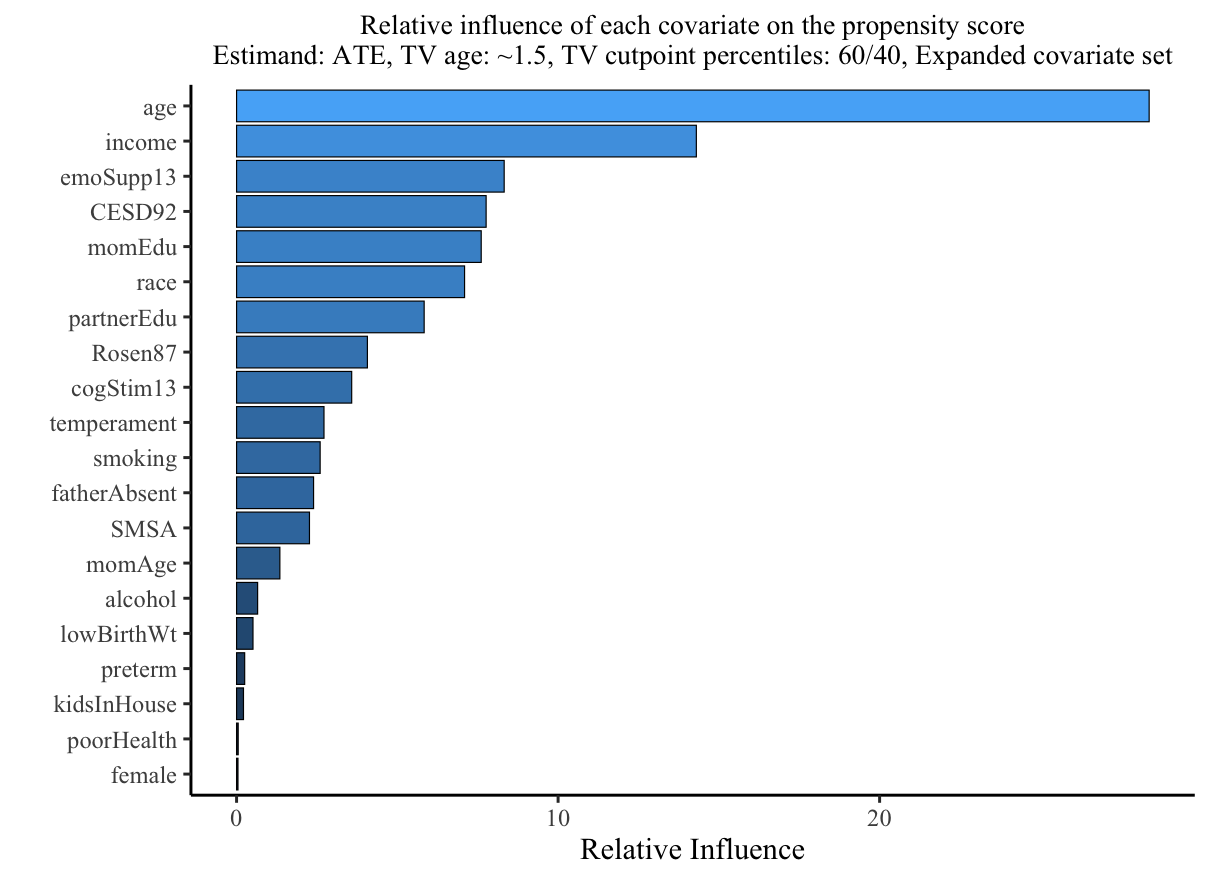 Relative influence of each covariate on the propensity score
Estimand: ATE, TV age: ~1.5, TV cutpoint percentiles: 60/40, Expanded covariate set
age
income
emoSupp13
CESD92
momEdu
race
partnerEdu
Rosen87
cogStim13
temperament
smoking
fatherAbsent
SMSA
momAge
alcohol
lowBirthWt
preterm
kidsInHouse
poorHealth
female
0 10 20
Relative Influence